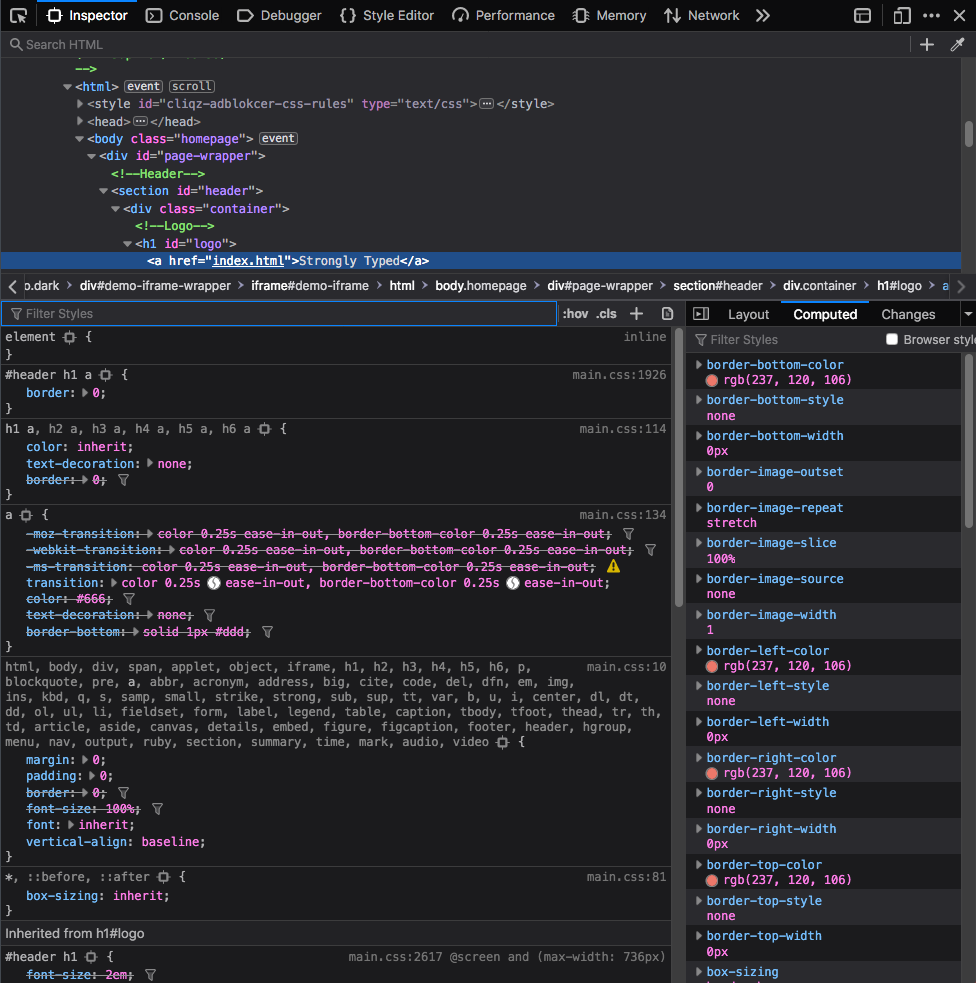 Inspector Console Debugger {} Style Editor Performance Memory Network
Search HTML
-->
<html> event scroll
<style id="cliqz-adblokcer-css-rules" type="text/css"> ⋯ </style>
<head> ⋯ </head>
<body class="homepage"> event
<div id="page-wrapper">
<!--Header-->
<section id="header">
<div class="container">
<!--Logo-->
<h1 id="logo">
<a href="index.html">Strongly Typed</a>
o.dark > div#demo-iframe-wrapper > iframe#demo-iframe > html > body.homepage > div#page-wrapper > section#header > div.container > h1#logo > a
Filter Styles :hov .cls +
element { inline
}
#header h1 a { main.css:1926
border: 0;
}
h1 a, h2 a, h3 a, h4 a, h5 a, h6 a { main.css:114
color: inherit;
text-decoration: none;
border: 0;
}
a { main.css:134
-moz-transition: color 0.25s ease-in-out, border-bottom-color 0.25s ease-in-out;
-webkit-transition: color 0.25s ease-in-out, border-bottom-color 0.25s ease-in-out;
-ms-transition: color 0.25s ease-in-out, border-bottom-color 0.25s ease-in-out;
transition: color 0.25s ease-in-out, border-bottom-color 0.25s ease-in-out;
color: #666;
text-decoration: none;
border-bottom: solid 1px #ddd;
}
html, body, div, span, applet, object, iframe, h1, h2, h3, h4, h5, h6, p, main.css:10
blockquote, pre, a, abbr, acronym, address, big, cite, code, del, dfn, em, img,
ins, kbd, q, s, samp, small, strike, strong, sub, sup, tt, var, b, u, i, center, dl, dt,
dd, ol, ul, li, fieldset, form, label, legend, table, caption, tbody, tfoot, thead, tr, th,
td, article, aside, canvas, details, embed, figure, figcaption, footer, header, hgroup,
menu, nav, output, ruby, section, summary, time, mark, audio, video {
margin: 0;
padding: 0;
border: 0;
font-size: 100%;
font: inherit;
vertical-align: baseline;
}
*, ::before, ::after { main.css:81
box-sizing: inherit;
}
Inherited from h1#logo
#header h1 { main.css:2617 @screen and (max-width: 736px)
font-size: 2em;
Layout Computed Changes
Filter Styles Browser style
border-bottom-color
rgb(237, 120, 106)
border-bottom-style
none
border-bottom-width
0px
border-image-outset
0
border-image-repeat
stretch
border-image-slice
100%
border-image-source
none
border-image-width
1
border-left-color
rgb(237, 120, 106)
border-left-style
none
border-left-width
0px
border-right-color
rgb(237, 120, 106)
border-right-style
none
border-right-width
0px
border-top-color
rgb(237, 120, 106)
border-top-style
none
border-top-width
0px
box-sizing